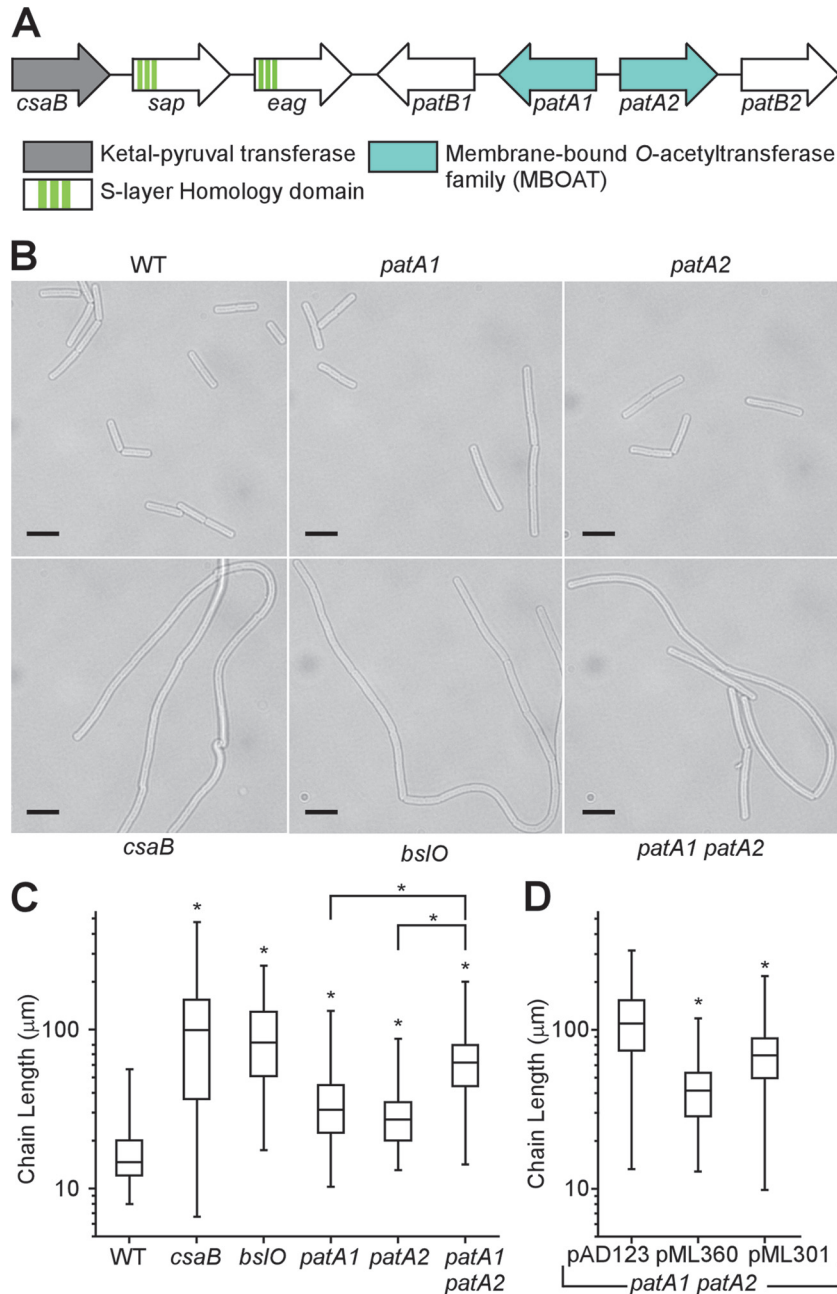 A
csaB sap eag patB1 patA1 patA2 patB2
Ketal-pyruval transferase
S-layer Homology domain
Membrane-bound O-acetyltransferase
family (MBOAT)
B
WT patA1 patA2
csaB bslO patA1 patA2
C
* * * * * * *
Chain Length (µm)
100
10
WT csaB bslO patA1 patA2 patA1
patA2
D
* *
Chain Length (µm)
100
10
pAD123 pML360 pML301
patA1 patA2